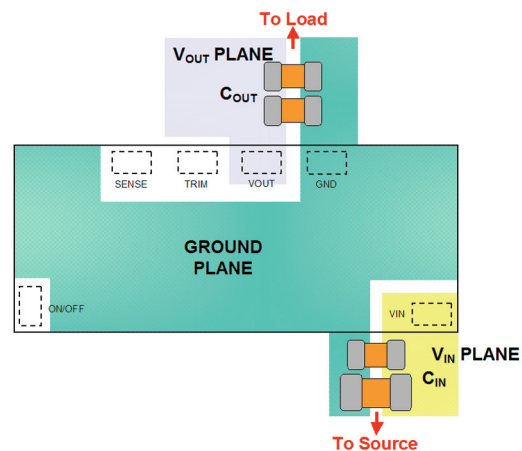 To Load
VOUT PLANE
COUT
SENSE
TRIM
VOUT
GND
GROUND
PLANE
ON/OFF
VIN
VIN PLANE
CIN
To Source